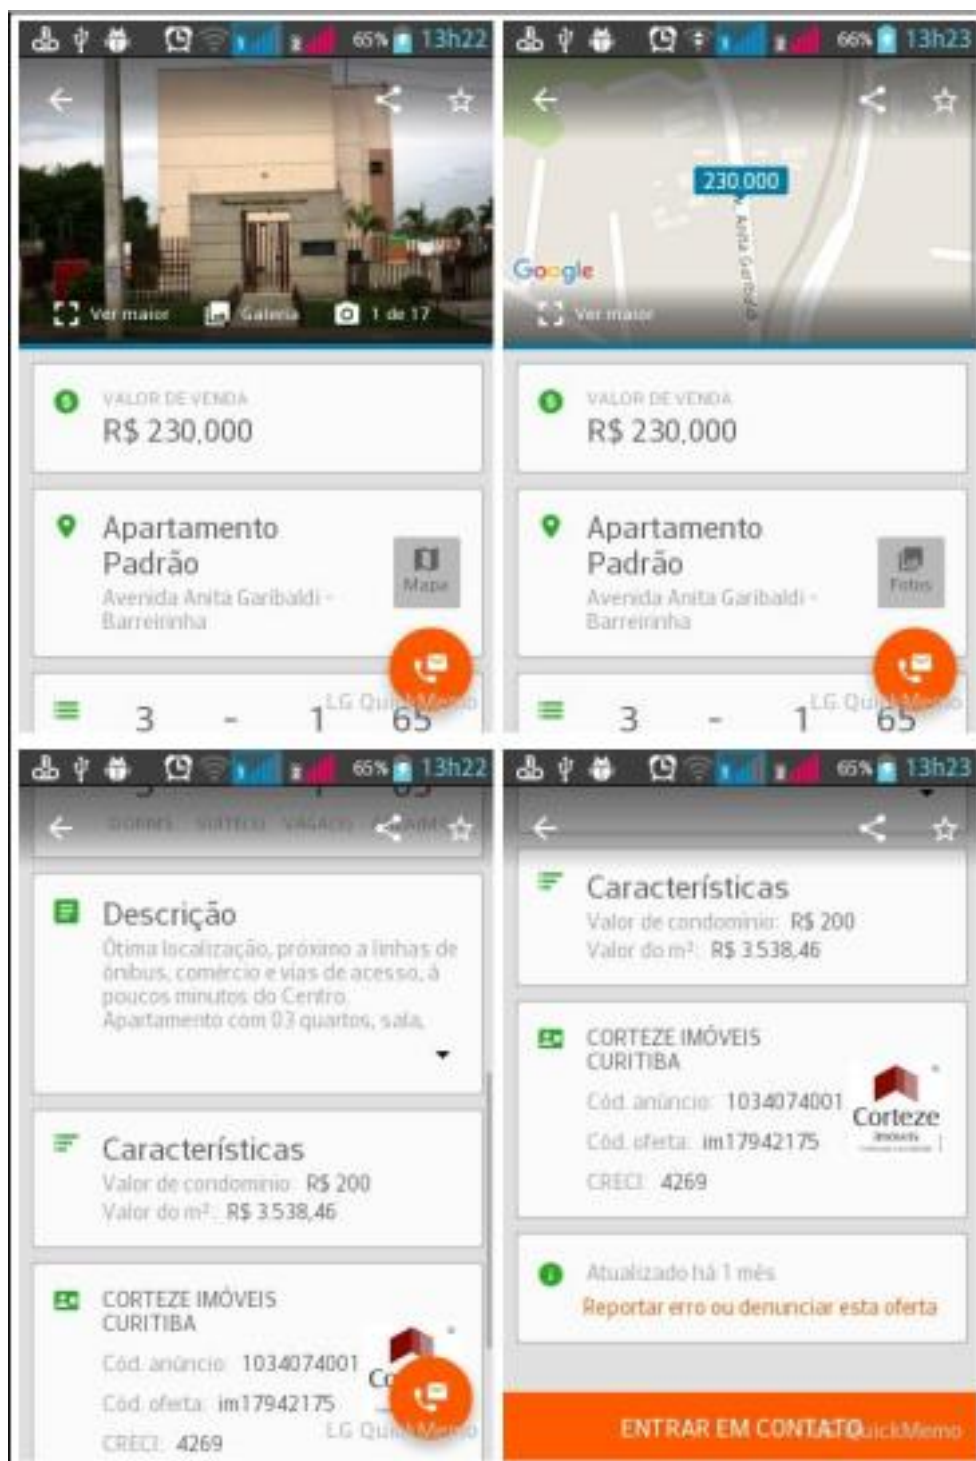 65% 13h22
Ver maior Galeria 1 de 17
VALOR DE VENDA
R$ 230,000
Apartamento
Padrão
Avenida Anita Garibaldi -
Barreirinha
Mapa
3 - 1 65
LG QuickMemo
66% 13h23
230.000
Av. Anita Garibaldi
Google
Ver maior
VALOR DE VENDA
R$ 230,000
Apartamento
Padrão
Avenida Anita Garibaldi -
Barreirinha
Fotos
3 - 1 65
LG QuickMemo
65% 13h22
DORMS SUÍTE(S) VAGA(S)
Descrição
Ótima localização, próximo a linhas de
ônibus, comércio e vias de acesso, à
poucos minutos do Centro.
Apartamento com 03 quartos, sala,
Características
Valor de condomínio: R$ 200
Valor do m²: R$ 3.538,46
CORTEZE IMÓVEIS
CURITIBA
Cód. anúncio: 1034074001
Cód. oferta: im17942175
CRECI: 4269
LG QuickMemo
65% 13h23
Características
Valor de condomínio: R$ 200
Valor do m²: R$ 3.538,46
CORTEZE IMÓVEIS
CURITIBA
Cód. anúncio: 1034074001
Cód. oferta: im17942175
CRECI: 4269
Corteze
IMÓVEIS
Atualizado há 1 mês
Reportar erro ou denunciar esta oferta
ENTRAR EM CONTATO
QuickMemo